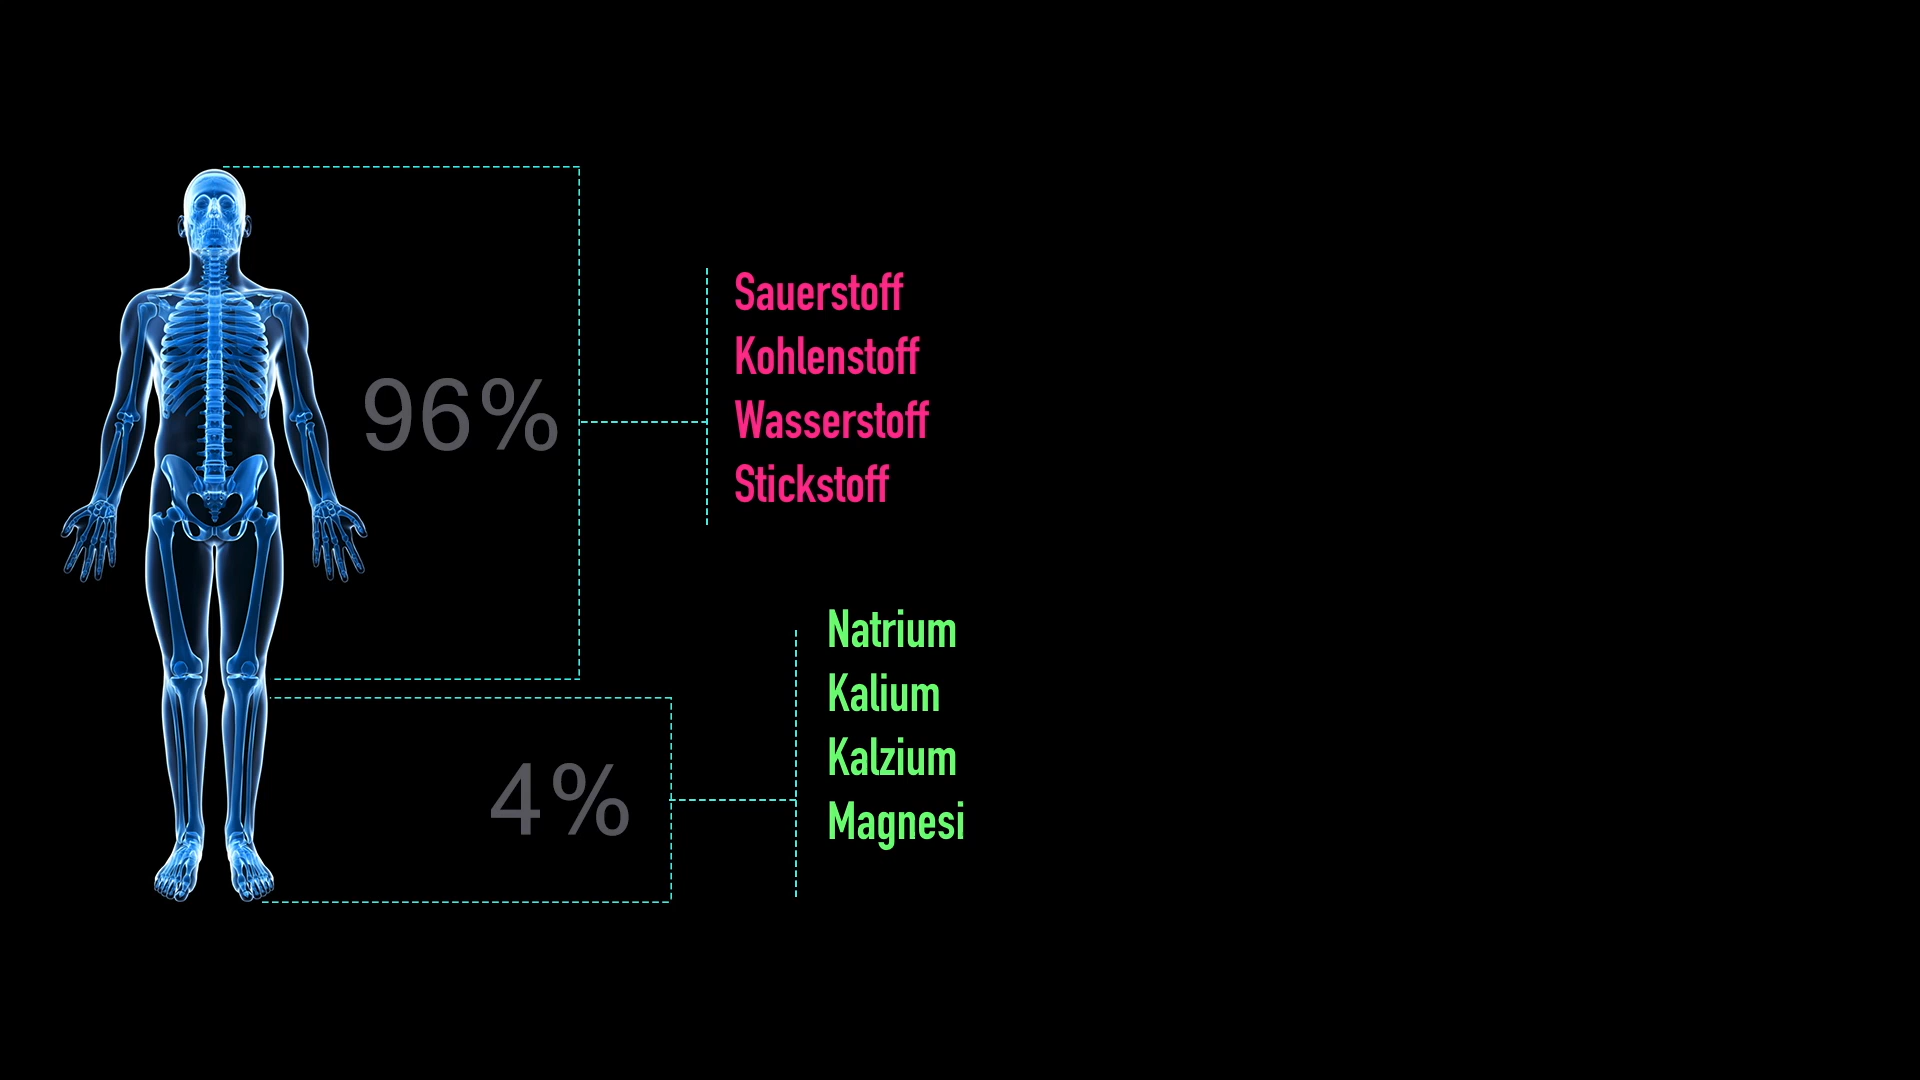 96%
Sauerstoff
Kohlenstoff
Wasserstoff
Stickstoff
4%
Natrium
Kalium
Kalzium
Magnesi